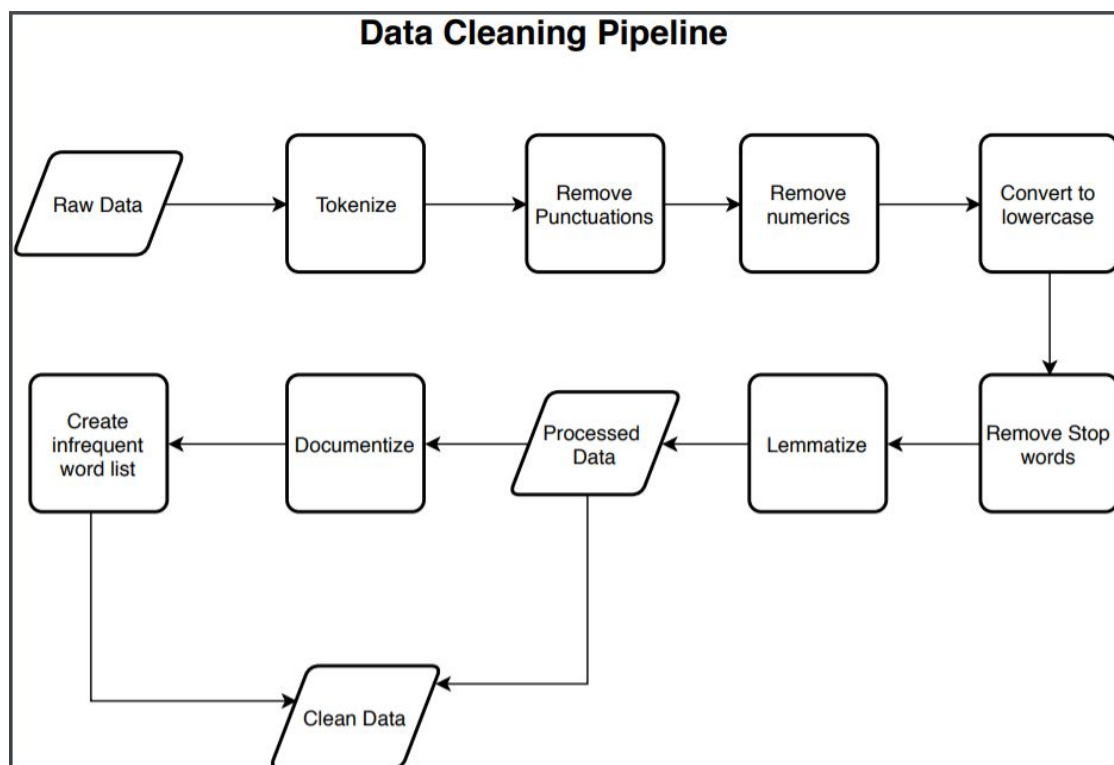 Data Cleaning Pipeline
Raw Data
Tokenize
Remove
Punctuations
Remove
numerics
Convert to
lowercase
Create
infrequent
word list
Documentize
Processed
Data
Lemmatize
Remove Stop
words
Clean Data